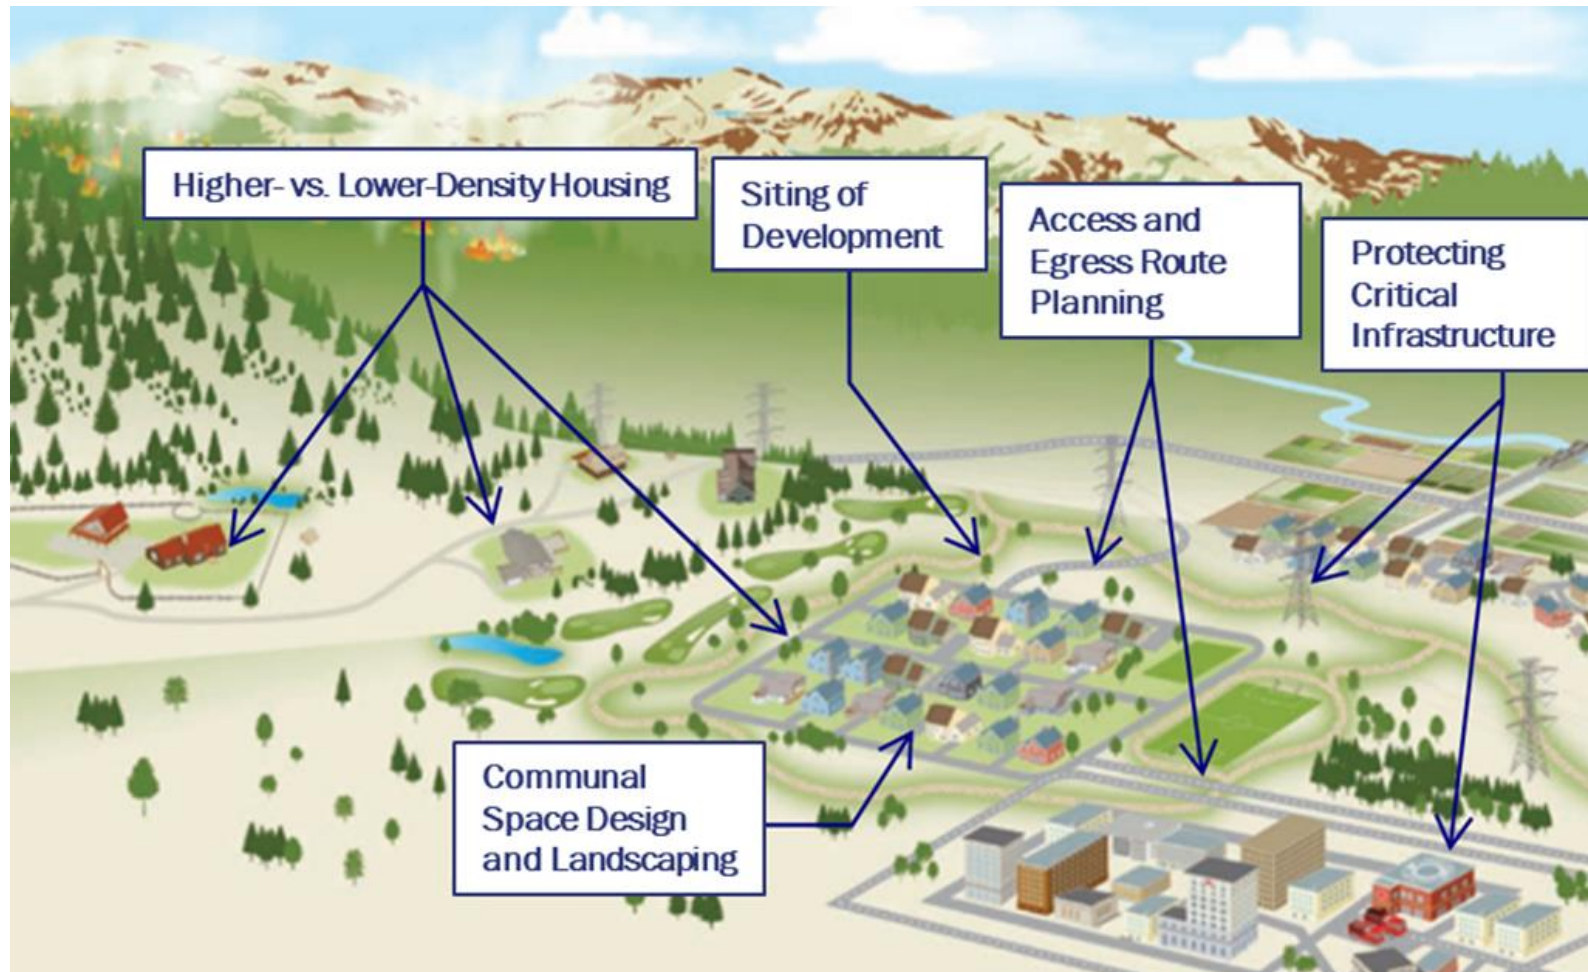 Higher- vs. Lower-Density Housing
Siting of
Development
Access and
Egress Route
Planning
Protecting
Critical
Infrastructure
Communal
Space Design
and Landscaping